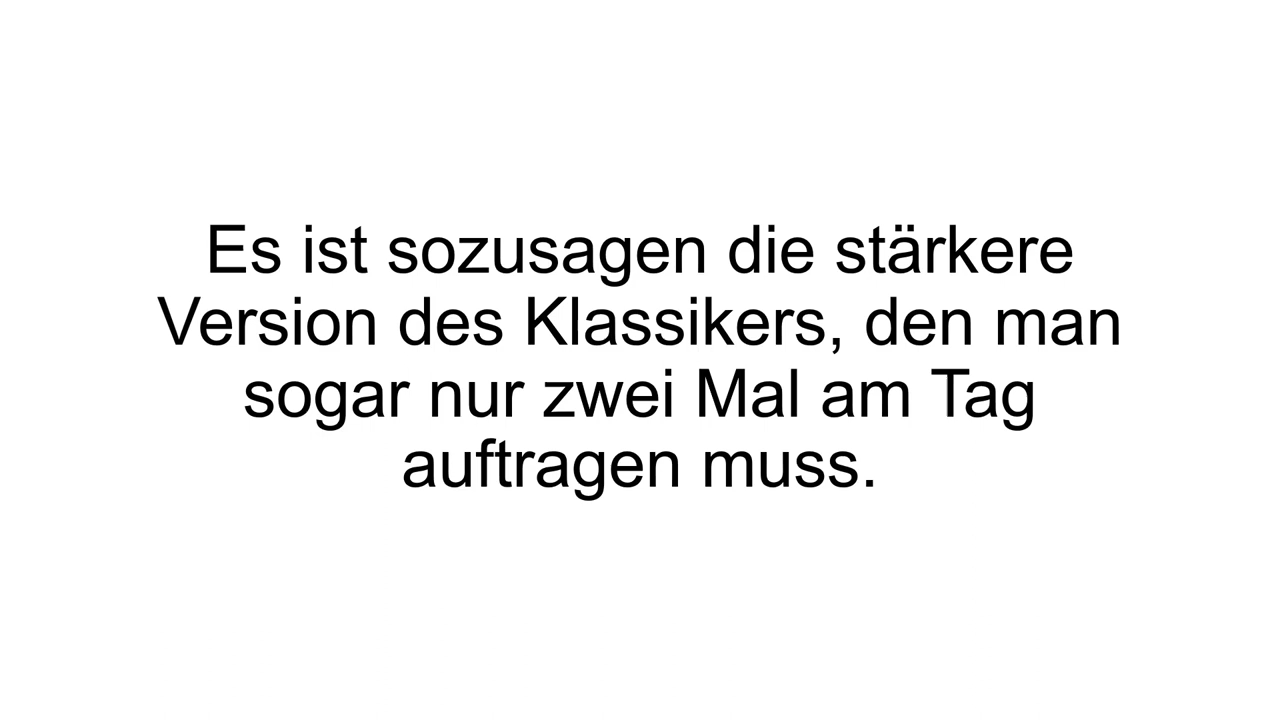 Es ist sozusagen die stärkere
Version des Klassikers, den man
sogar nur zwei Mal am Tag
auftragen muss.